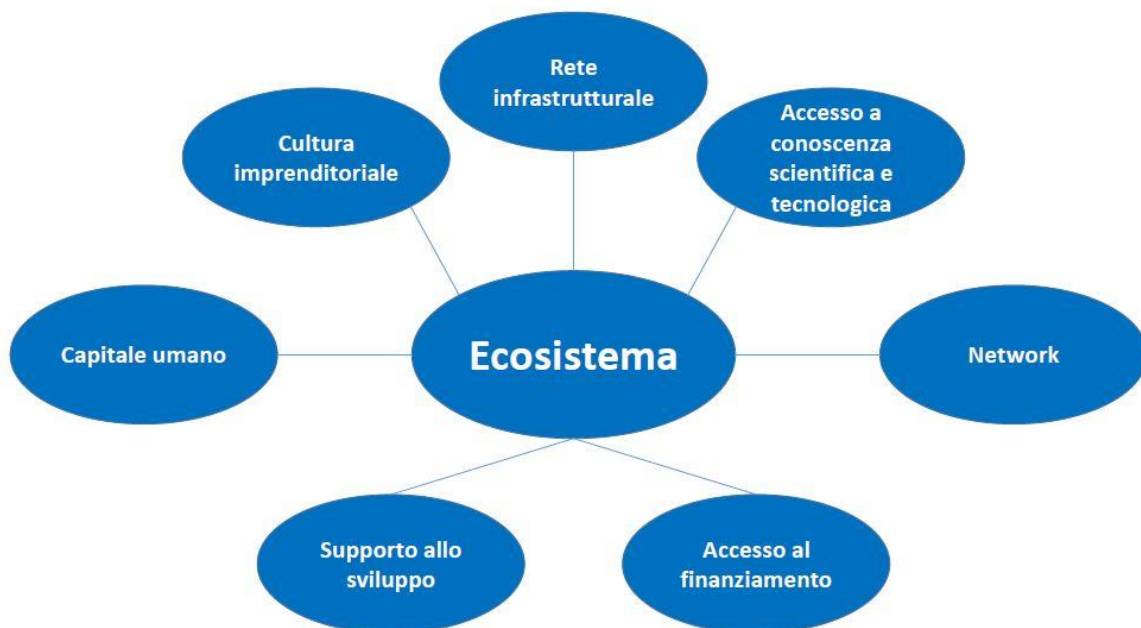 Rete
infrastrutturale
Cultura
imprenditoriale
Accesso a
conoscenza
scientifica e
tecnologica
Capitale umano
Ecosistema
Network
Supporto allo
sviluppo
Accesso al
finanziamento